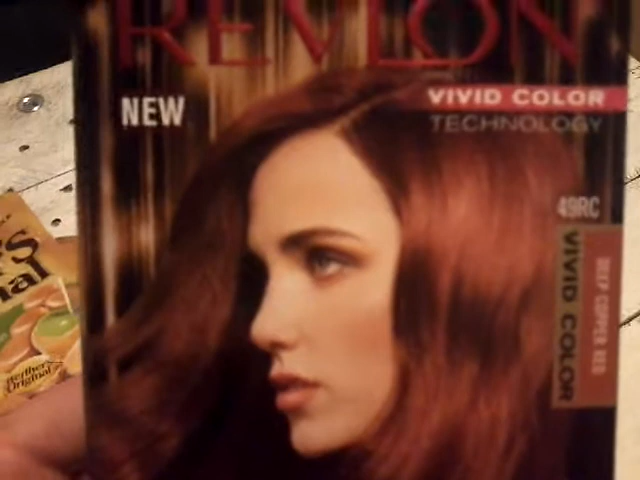 REVLON
NEW
VIVID COLOR
TECHNOLOGY
49RC
VIVID COLOR
DEEP COPPER RED
Werther's
Original